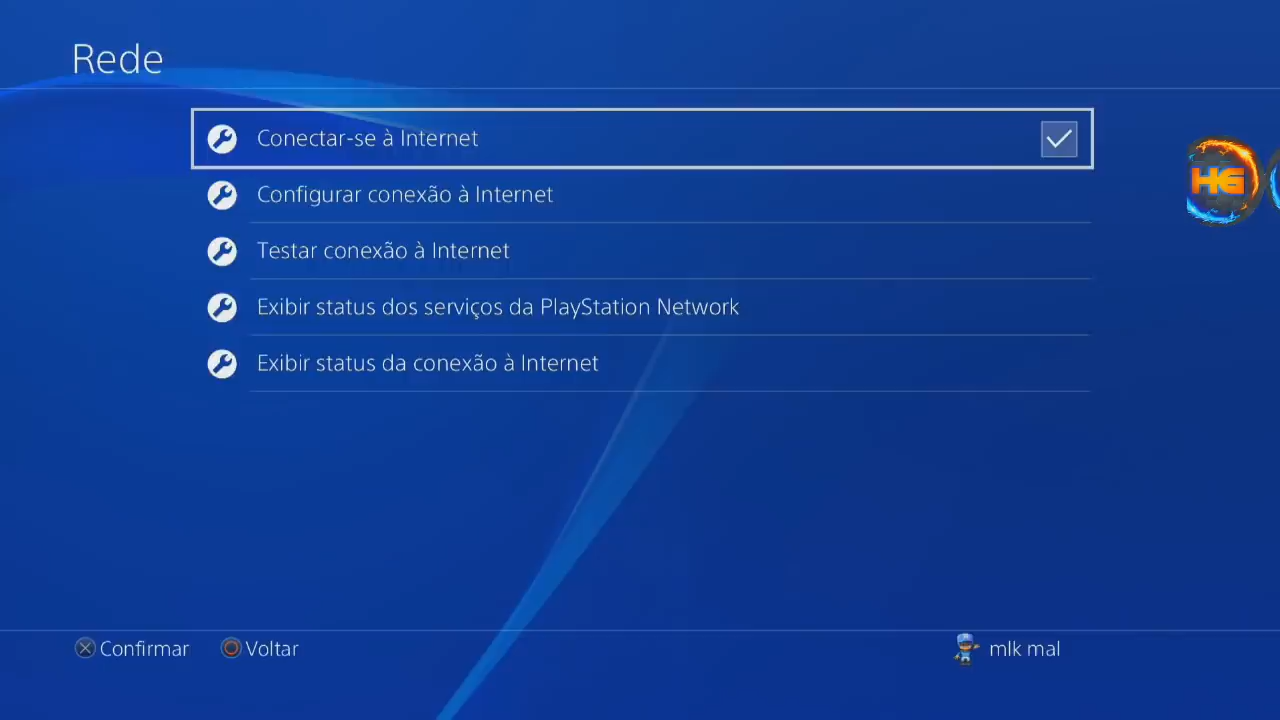 Rede
Conectar-se à Internet
HG
Configurar conexão à Internet
Testar conexão à Internet
Exibir status dos serviços da PlayStation Network
Exibir status da conexão à Internet
Confirmar
Voltar
mlk mal